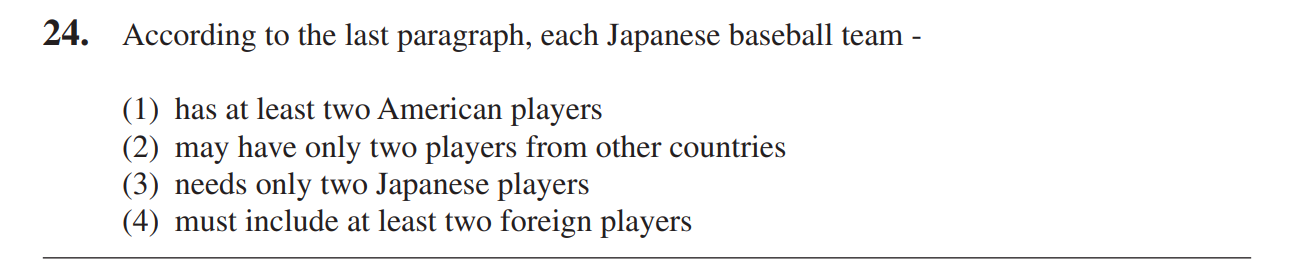 24. According to the last paragraph, each Japanese baseball team -
(1) has at least two American players
(2) may have only two players from other countries
(3) needs only two Japanese players
(4) must include at least two foreign players